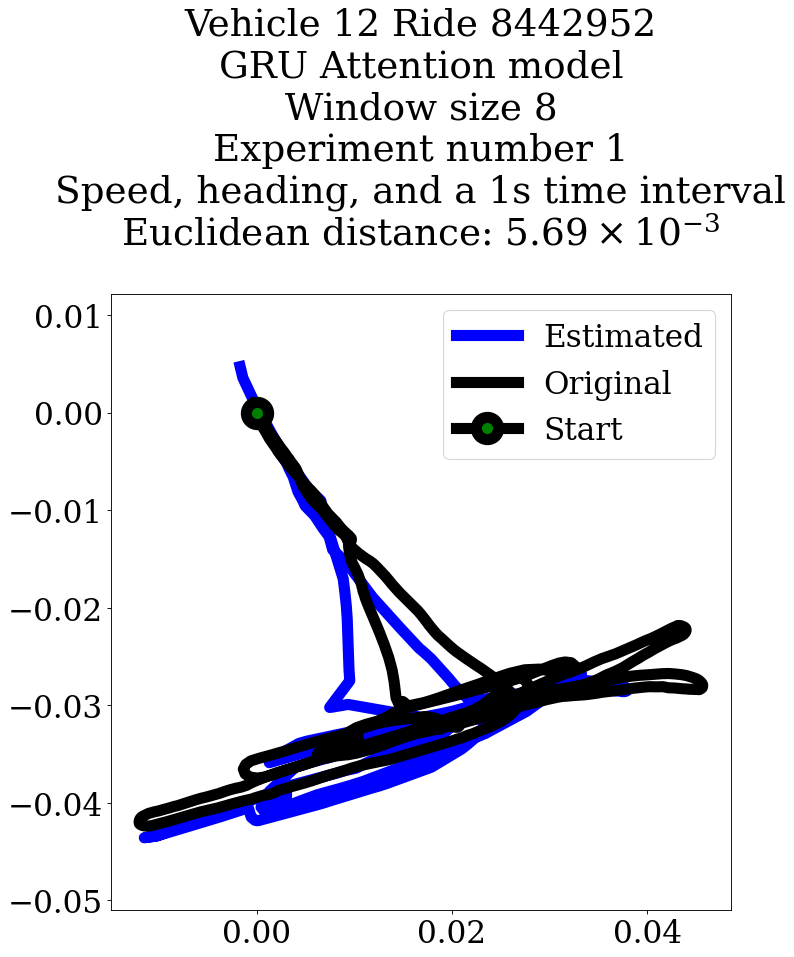 Vehicle 12 Ride 8442952
GRU Attention model
Window size 8
Experiment number 1
Speed, heading, and a 1s time interval
Euclidean distance: 5.69 × 10⁻³
0.01
0.00
−0.01
−0.02
−0.03
−0.04
−0.05
Estimated
Original
Start
0.00 0.02 0.04